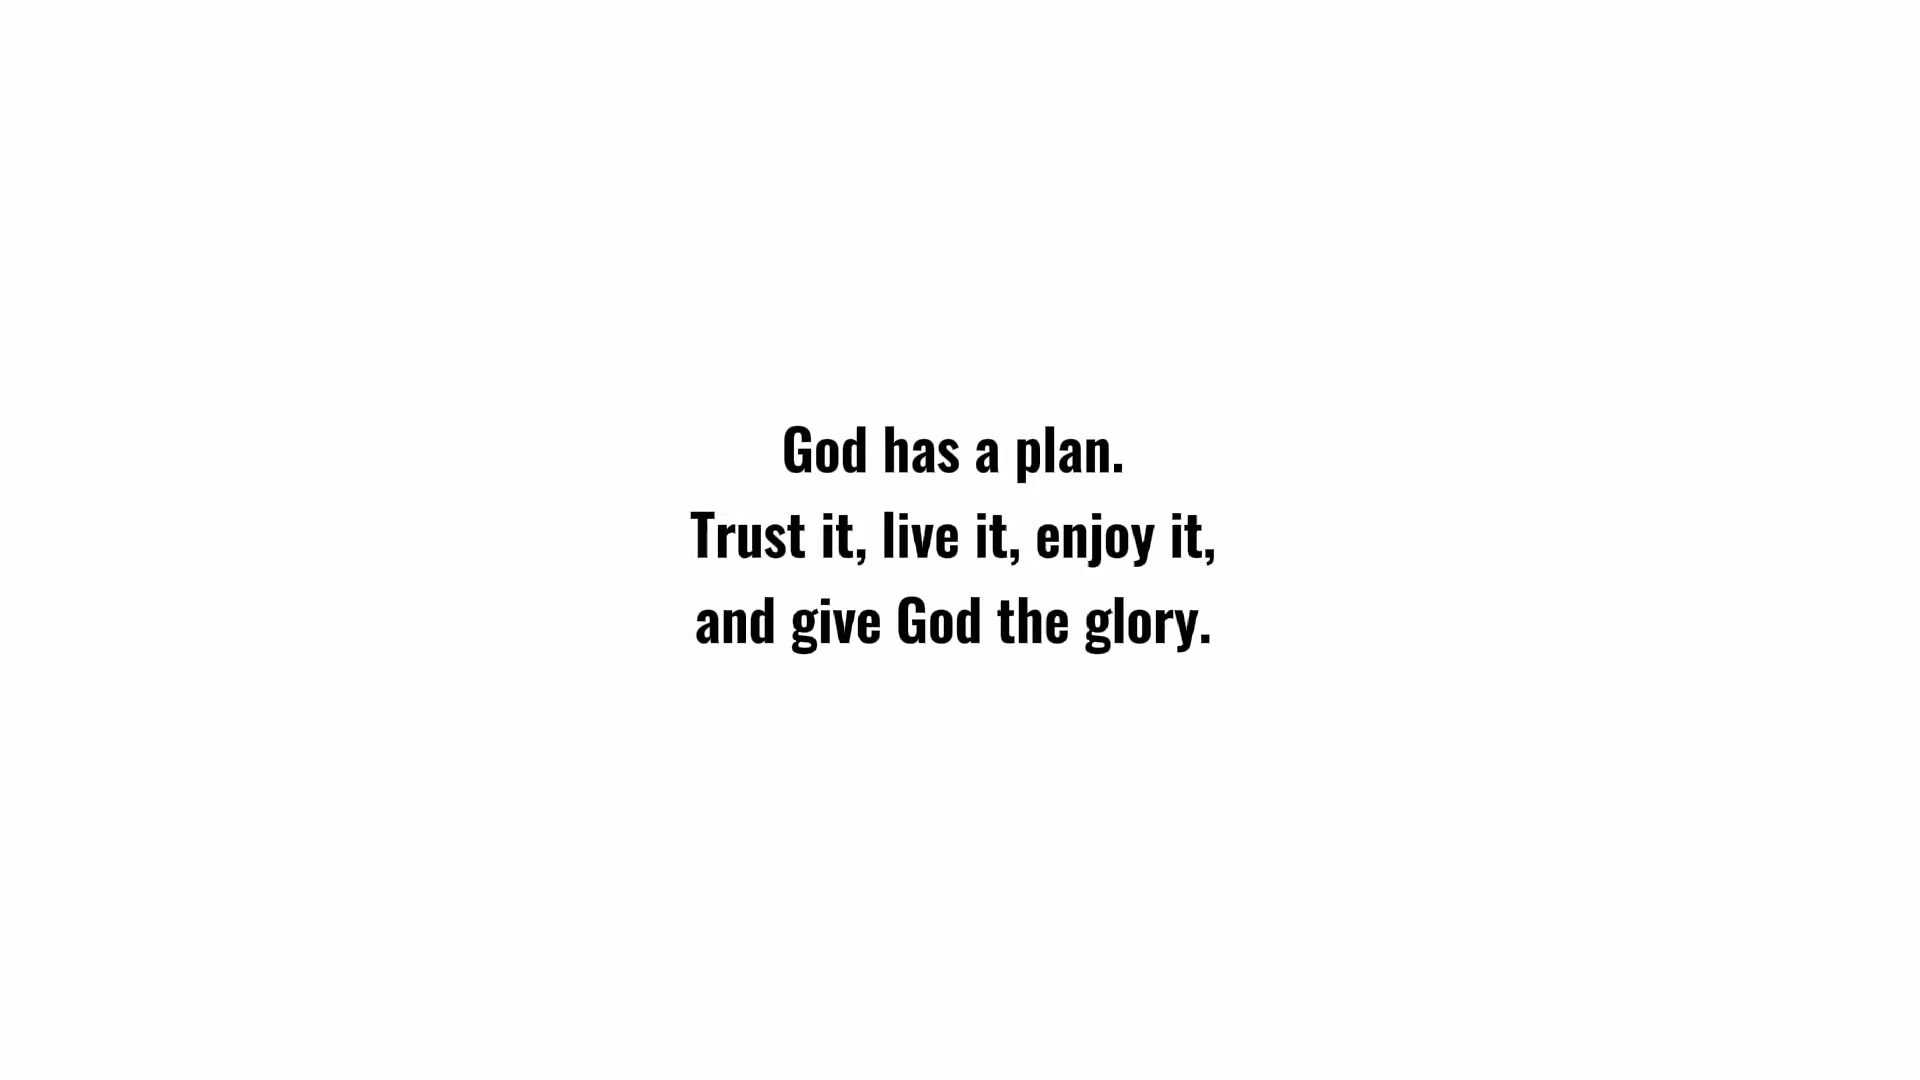 God has a plan.
Trust it, live it, enjoy it,
and give God the glory.